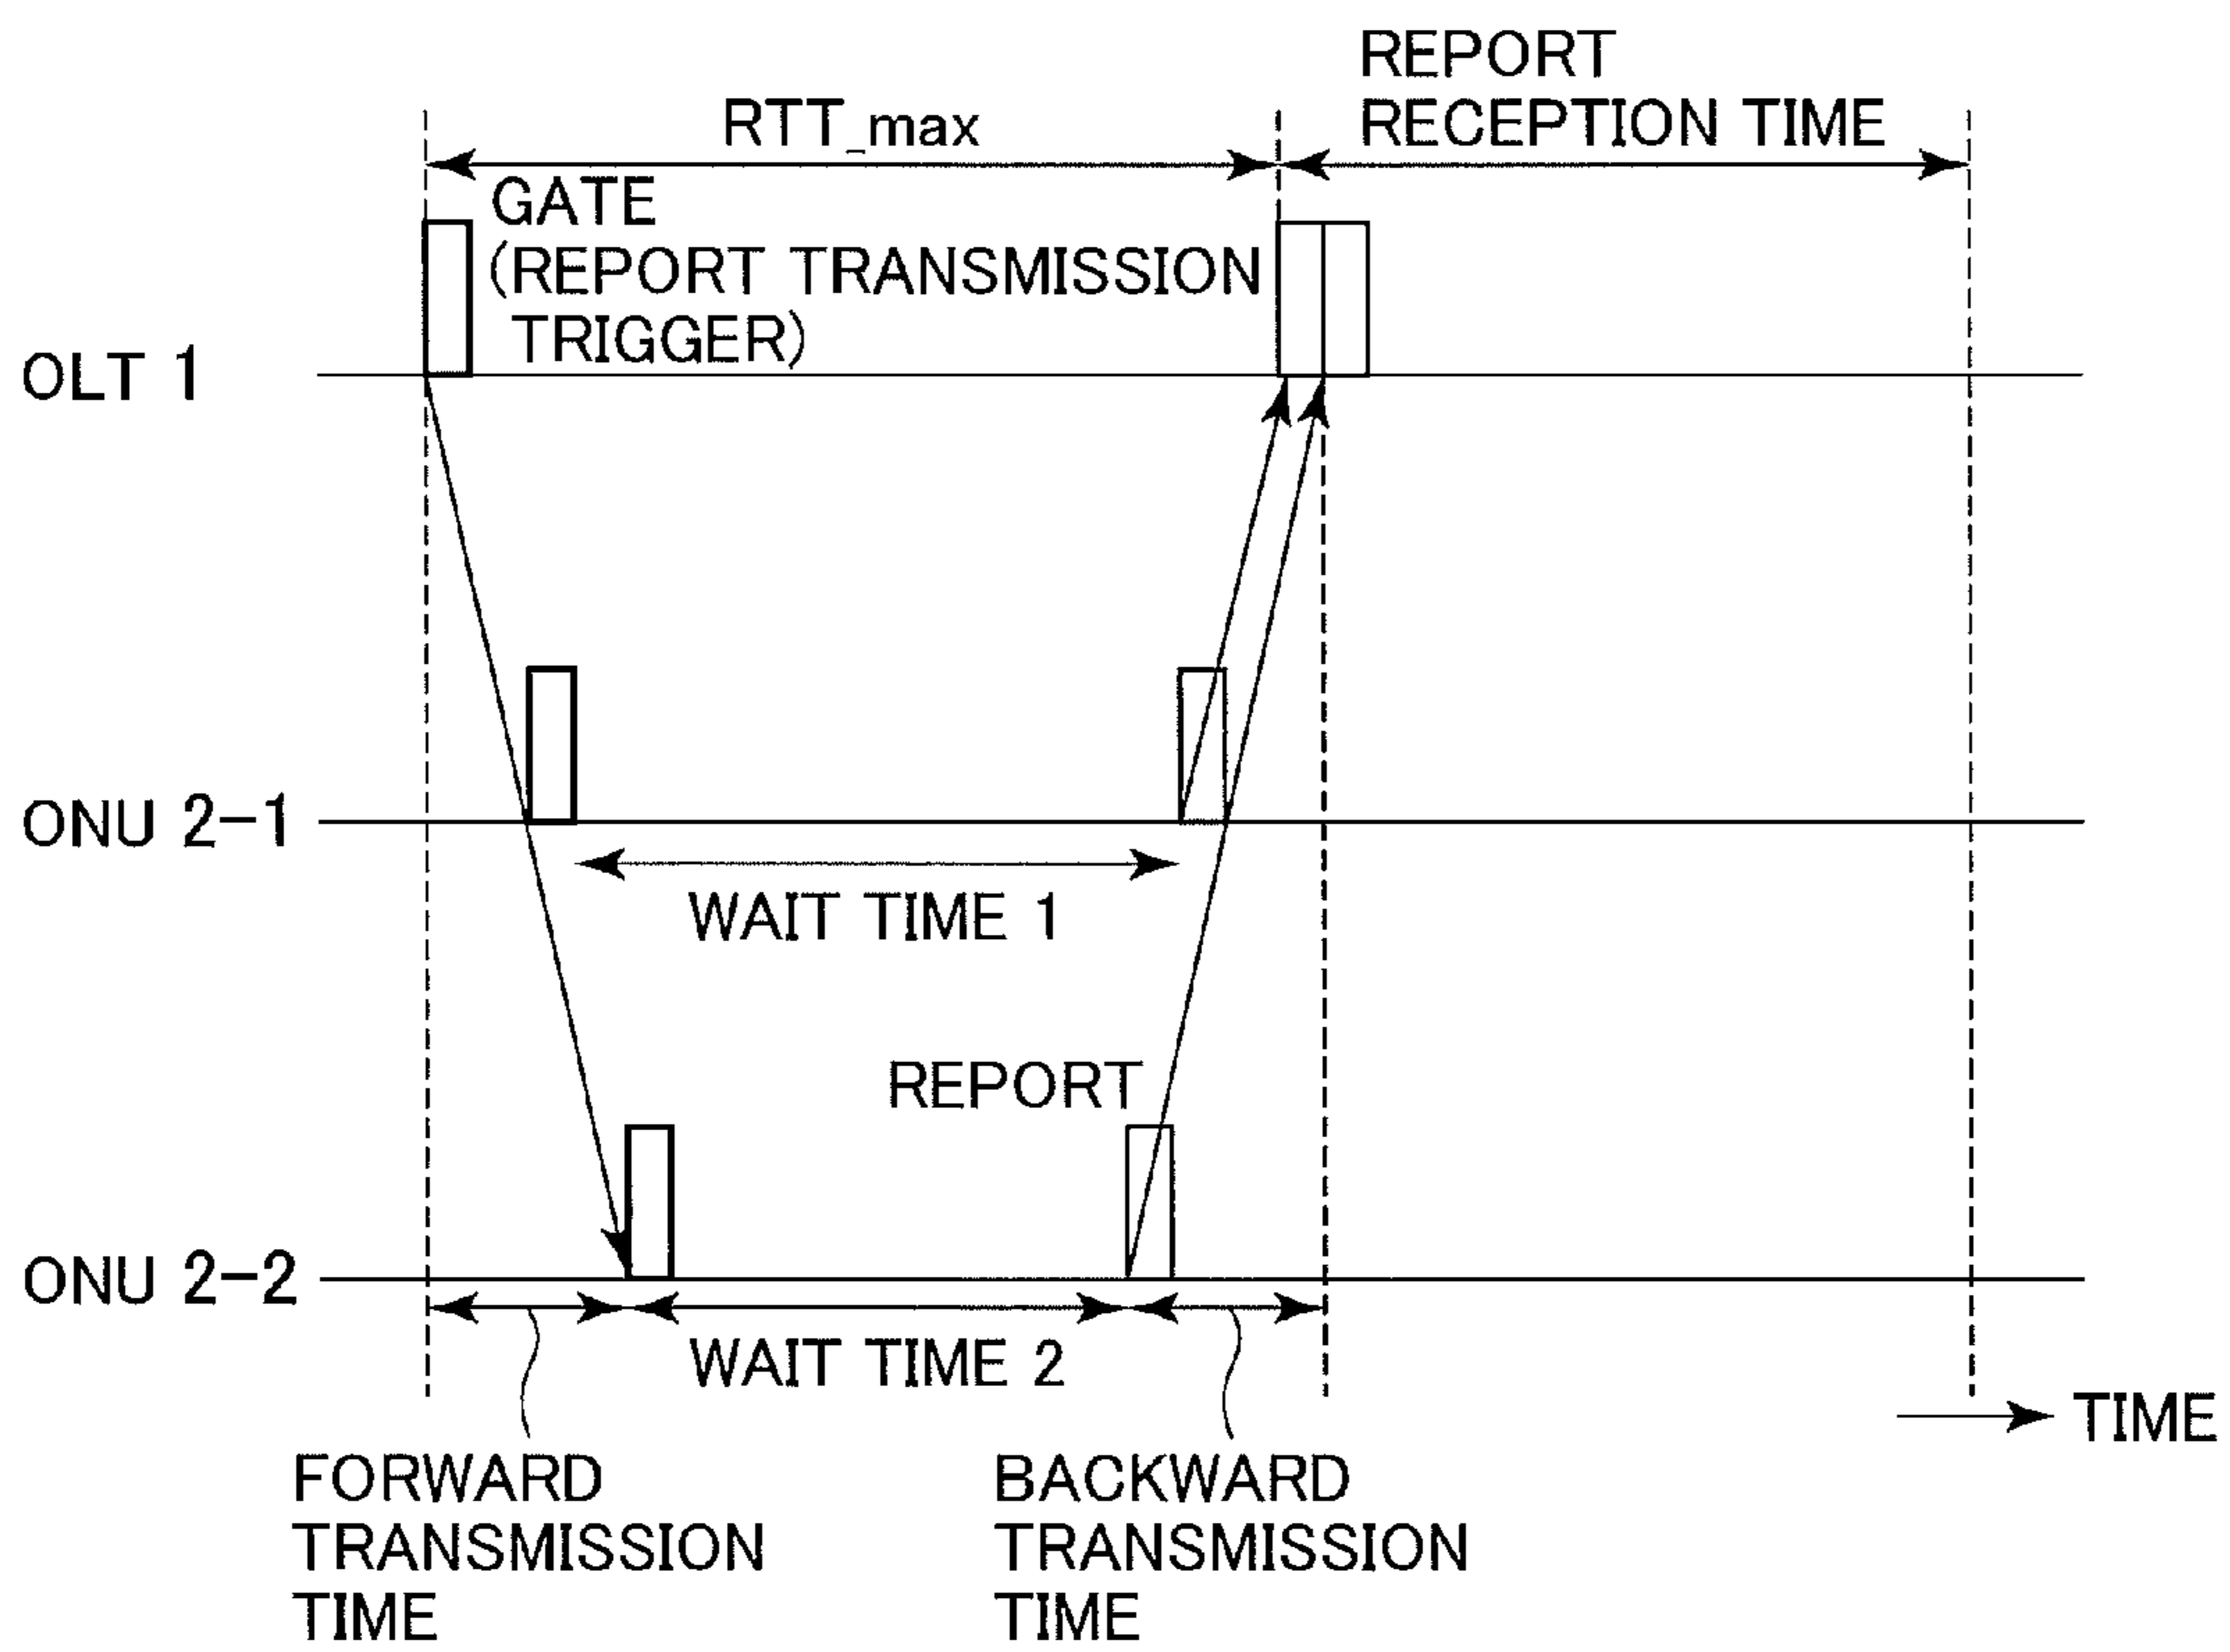 REPORT
RECEPTION TIME
RTT_max
GATE
(REPORT TRANSMISSION
TRIGGER)
OLT 1
ONU 2-1
WAIT TIME 1
REPORT
ONU 2-2
WAIT TIME 2
TIME
FORWARD
TRANSMISSION
TIME
BACKWARD
TRANSMISSION
TIME